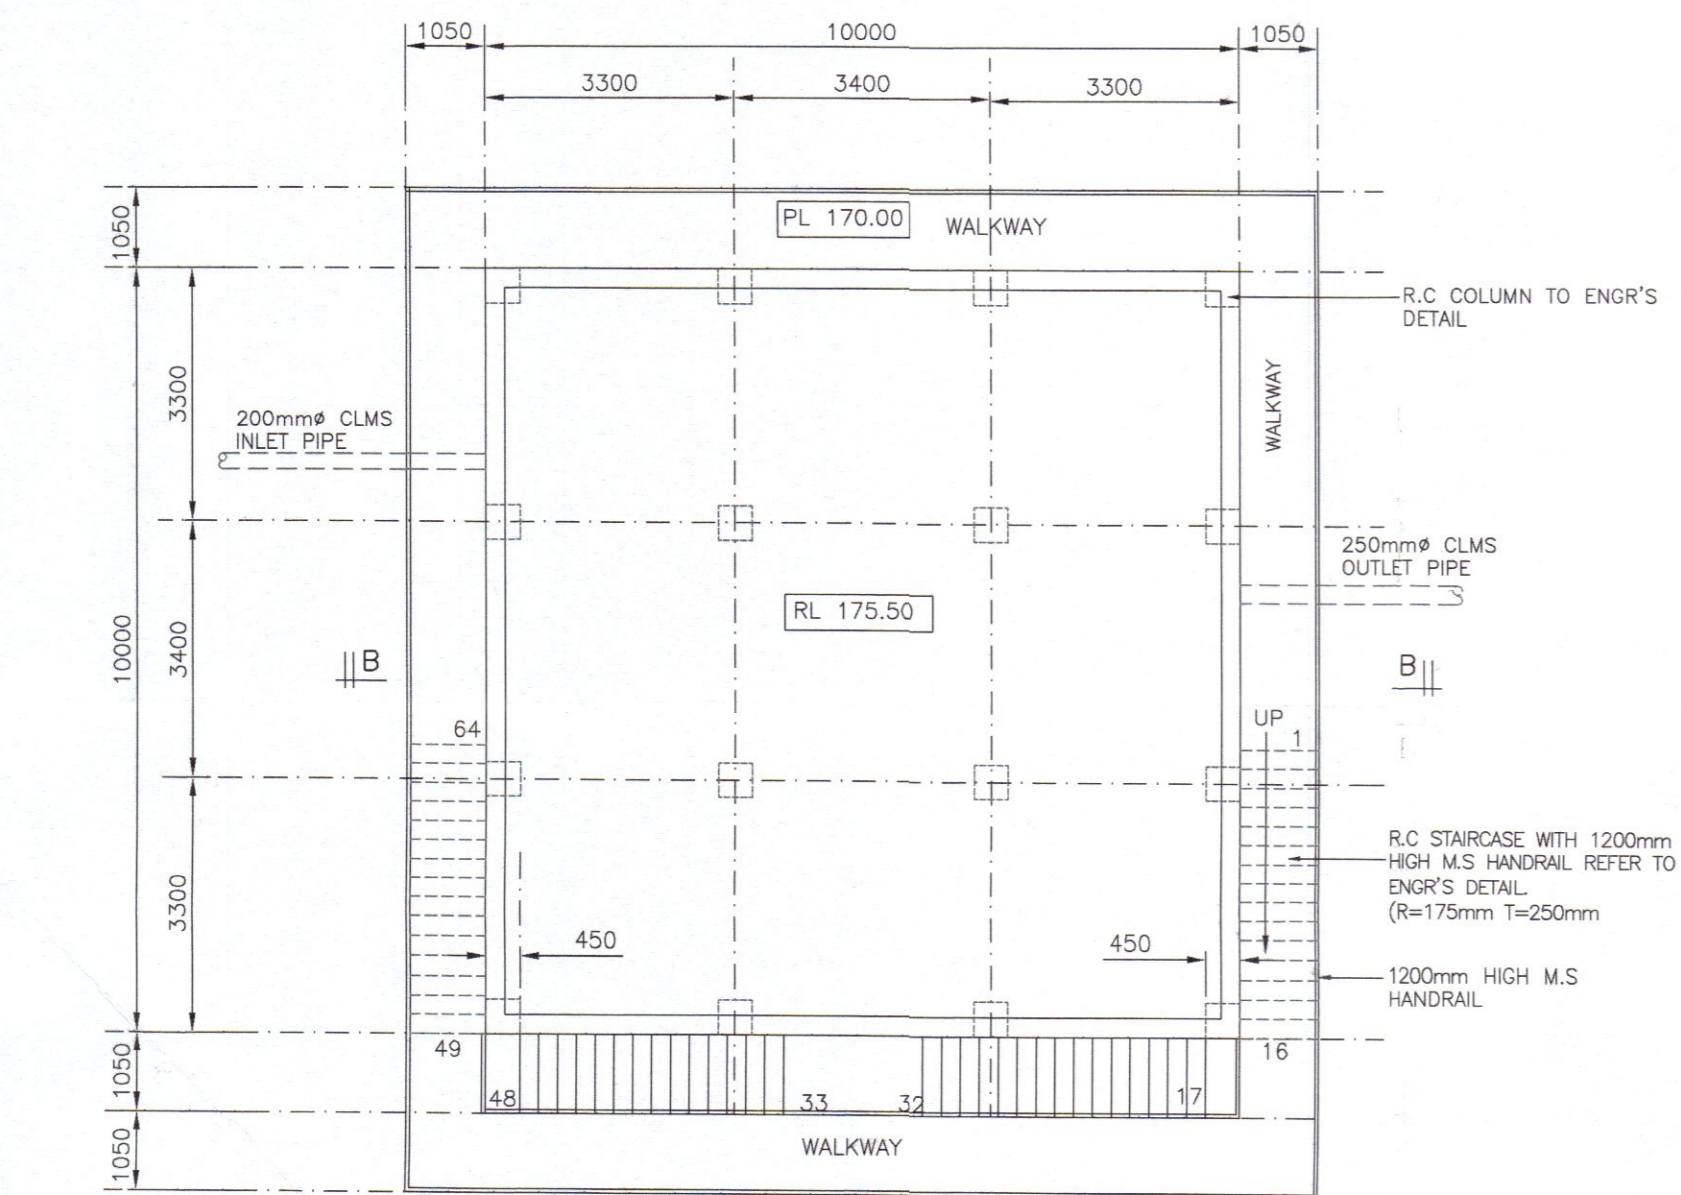 1050
10000
1050
3300
3400
3300
1050
PL 170.00
WALKWAY
R.C COLUMN TO ENGR'S
DETAIL
3300
WALKWAY
200mmø CLMS
INLET PIPE
250mmø CLMS
OUTLET PIPE
RL 175.50
10000
3400
B
B
64
UP
1
R.C STAIRCASE WITH 1200mm
HIGH M.S HANDRAIL REFER TO
ENGR'S DETAIL.
(R=175mm T=250mm
3300
450
450
1200mm HIGH M.S
HANDRAIL
49
16
1050
48
33
32
17
1050
WALKWAY